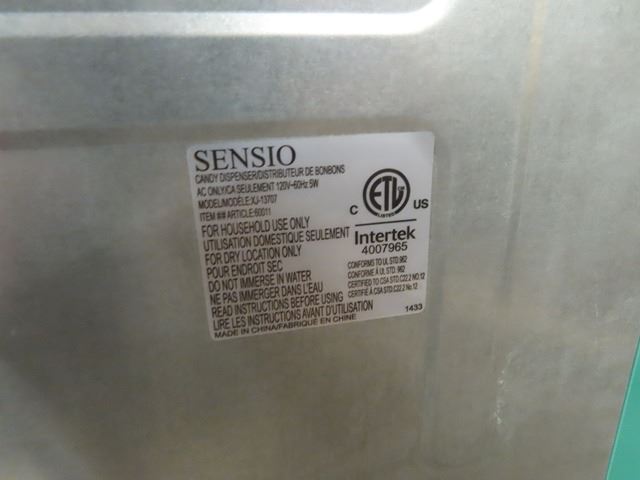 SENSIO
CANDY DISPENSER/DISTRIBUTEUR DE BONBONS
AC ONLY/CA SEULEMENT 120V~60Hz 5W
MODEL/MODÈLE:XJ-13707
ITEM ##ARTICLE:60011
FOR HOUSEHOLD USE ONLY
UTILISATION DOMESTIQUE SEULEMENT
FOR DRY LOCATION ONLY
POUR ENDROIT SEC
DO NOT IMMERSE IN WATER
NE PAS IMMERGER DANS L'EAU
READ INSTRUCTIONS BEFORE USING
LIRE LES INSTRUCTIONS AVANT D'UTILISATION
MADE IN CHINA/FABRIQUE EN CHINE
C ETL US
LISTED
Intertek
4007965
CONFORMS TO UL STD.962
CONFORME À UL STD. 962
CERTIFIED TO CSA STD.C22.2 NO.12
CERTIFIÉ À CSA STD.C22.2 No.12
1433